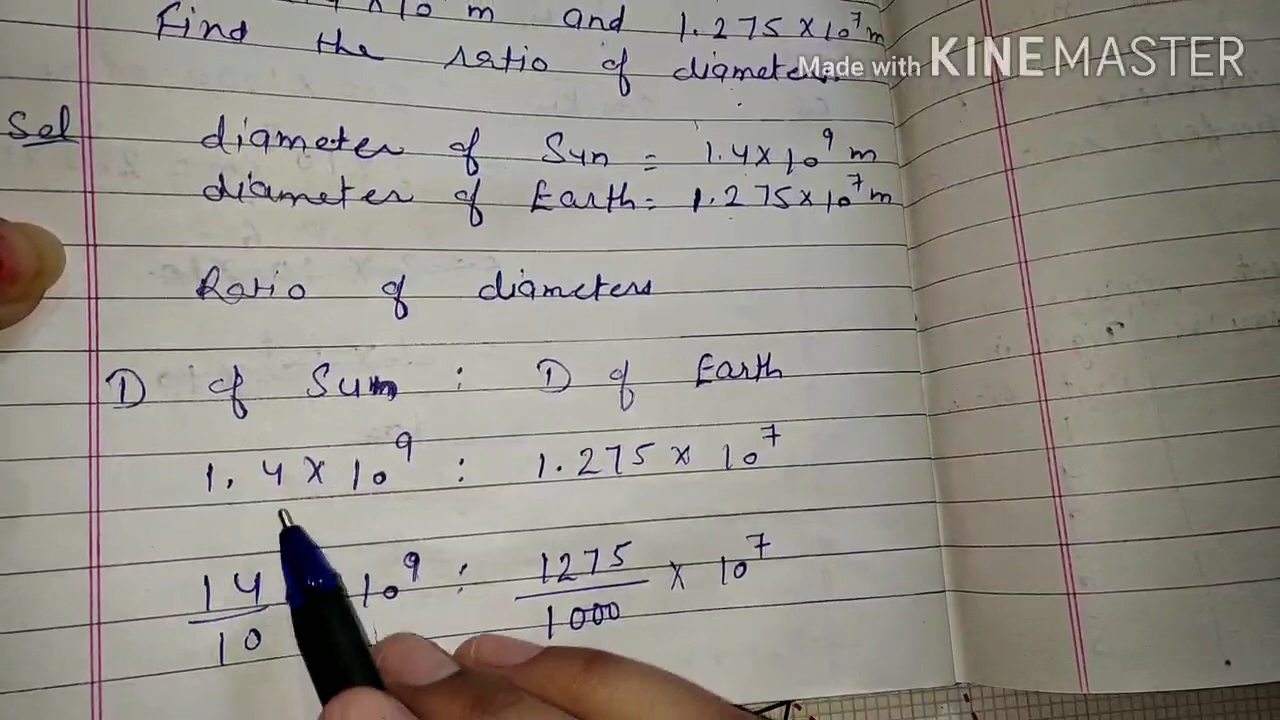 x 10 m and 1.275 x 10⁷ m
Find the ratio of diameters.
Made with KINEMASTER
Sol diameter of Sun = 1.4 x 10⁹ m
diameter of Earth = 1.275 x 10⁷ m
Ratio of diameters
D of Sun : D of Earth
1.4 x 10⁹ : 1.275 x 10⁷
14/10 10⁹ : 1275/1000 x 10⁷